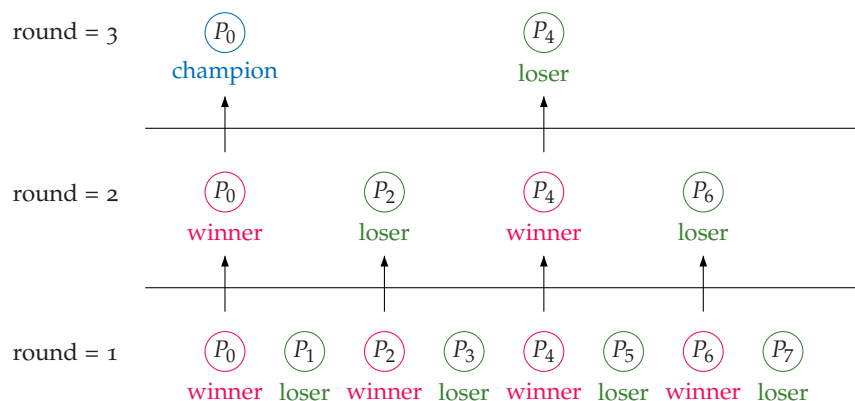 round = 3 P0 P4
champion loser
round = 2 P0 P2 P4 P6
winner loser winner loser
round = 1 P0 P1 P2 P3 P4 P5 P6 P7
winner loser winner loser winner loser winner loser